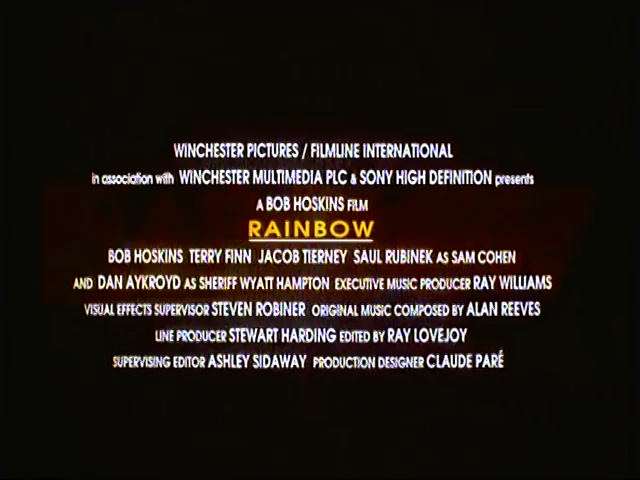 WINCHESTER PICTURES / FILMLINE INTERNATIONAL
in association with WINCHESTER MULTIMEDIA PLC & SONY HIGH DEFINITION presents
A BOB HOSKINS FILM
RAINBOW
BOB HOSKINS TERRY FINN JACOB TIERNEY SAUL RUBINEK AS SAM COHEN
AND DAN AYKROYD AS SHERIFF WYATT HAMPTON EXECUTIVE MUSIC PRODUCER RAY WILLIAMS
VISUAL EFFECTS SUPERVISOR STEVEN ROBINER ORIGINAL MUSIC COMPOSED BY ALAN REEVES
LINE PRODUCER STEWART HARDING EDITED BY RAY LOVEJOY
SUPERVISING EDITOR ASHLEY SIDAWAY PRODUCTION DESIGNER CLAUDE PARÉ